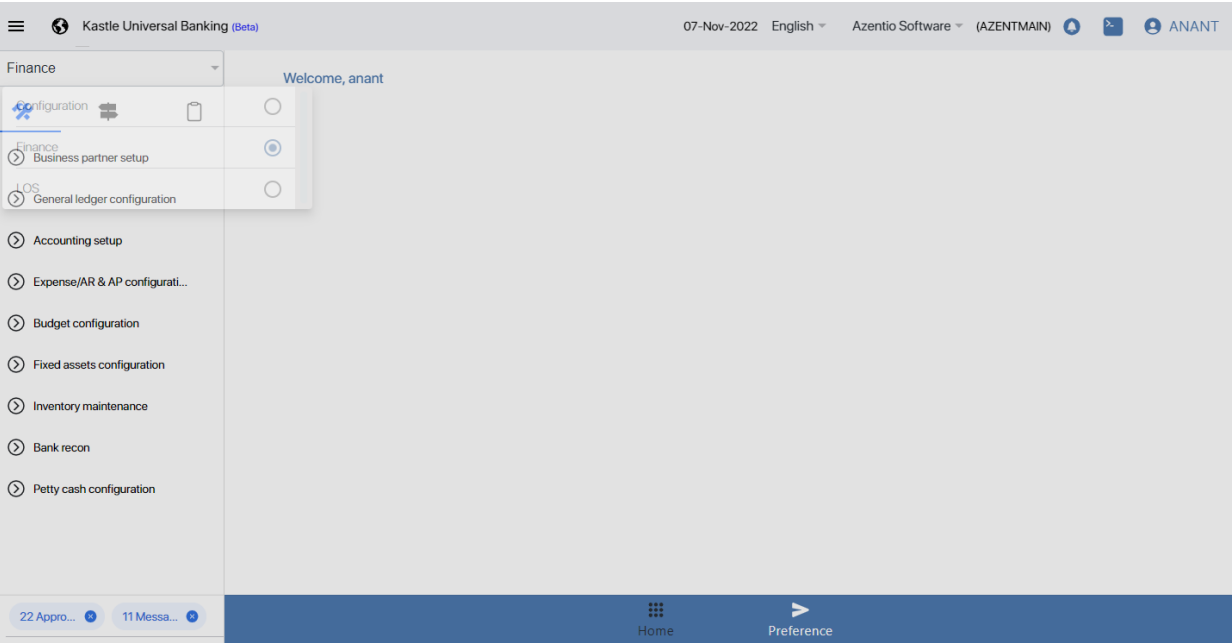 Kastle Universal Banking (Beta)
07-Nov-2022 English Azentio Software (AZENTMAIN) ANANT
Finance
Welcome, anant
Configuration
Finance
Business partner setup
LOS
General ledger configuration
Accounting setup
Expense/AR & AP configurati...
Budget configuration
Fixed assets configuration
Inventory maintenance
Bank recon
Petty cash configuration
22 Appro... 11 Messa...
Home Preference